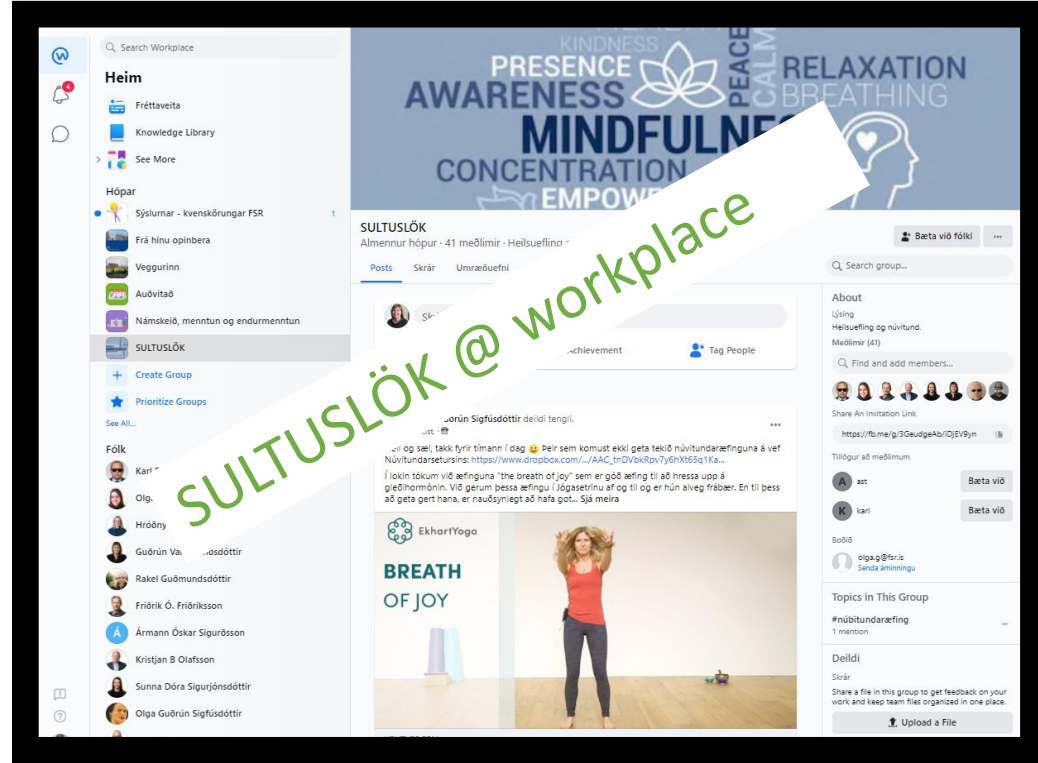 Search Workplace
Heim
4
Fréttaveita
Knowledge Library
See More
Hópar
Sýslurnar - kvenskörungar FSR 1
Frá hinu opinbera
Veggurinn
Auðvitað
Námskeið, menntun og endurmenntun
SULTUSLÖK
Create Group
Prioritize Groups
See All...
Fólk
Karl
Olg
Hróðný
Guðrún Va sdóttir
Rakel Guðmundsdóttir
Friðrik Ó. Friðriksson
Á Ármann Óskar Sigurðsson
Kristjan B Olafsson
Sunna Dóra Sigurjónsdóttir
Olga Guðrún Sigfúsdóttir
KINDNESS
PRESENCE
AWARENESS
PEACE
CALM
RELAXATION
BREATHING
MINDFULNE
CONCENTRATION
EMPOW
SULTUSLÖK @ workplace
SULTUSLÖK
Almennur hópur · 41 meðlimir · Heilsuefling
Bæta við fólki ...
Posts Skrár Umræðuefni
Search group...
Sk
Achievement Tag People
ðrún Sigfúsdóttir deildi tengli.
...
og sæl, takk fyrir tímann í dag Þeir sem komust ekki geta tekið núvitundaræfinguna á vef
Núvitundarsetursins: https://www.dropbox.com/.../AAC_tnDVbkRpv7y6hXt65q1Ka...
Í lokin tókum við æfinguna "the breath of joy" sem er góð æfing til að hressa upp á
gleðihormónin. Við gerum þessa æfingu í Jógasetrinu af og til og er hún alveg frábær. En til þess
að geta gert hana, er nauðsynlegt að hafa got... Sjá meira
EkhartYoga
BREATH
OF JOY
About
Lýsing
Heilsuefling og núvitund.
Meðlimir (41)
Find and add members...
Share An Invitation Link
https://fb.me/g/3GeudgeAb/iDjEV9yn
Tillögur að meðlimum
A ast Bæta við
K karl Bæta við
Boðið
olga.g@fsr.is
Senda áminningu
Topics in This Group
#núbitundaræfing
1 mention
...
Deildi
Skrár
Share a file in this group to get feedback on your
work and keep team files organized in one place.
Upload a File